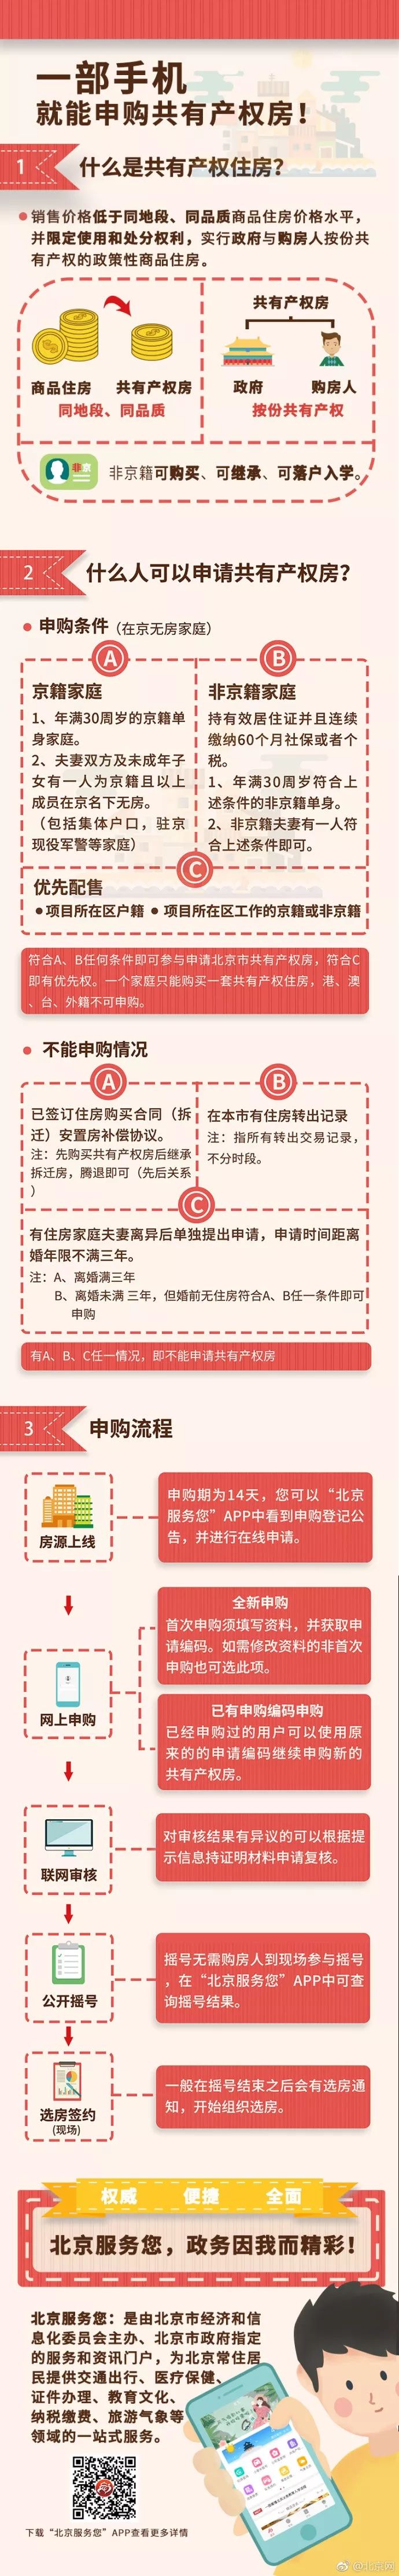 一部手机
就能申购共有产权房！
1
什么是共有产权住房？
销售价格低于同地段、同品质商品住房价格水平，
并限定使用和处分权利，实行政府与购房人按份共
有产权的政策性商品住房。
共有产权房
商品住房
共有产权房
政府
购房人
同地段、同品质
按份共有产权
非京
非京籍可购买、可继承、可落户入学。
2
什么人可以申请共有产权房？
申购条件（在京无房家庭）
A
B
京籍家庭
1、年满30周岁的京籍单
身家庭。
2、夫妻双方及未成年子
女有一人为京籍且以上
成员在京名下无房。
（包括集体户口，驻京
现役军警等家庭）
非京籍家庭
持有效居住证并且连续
缴纳60个月社保或者个
税。
1、年满30周岁符合上
述条件的非京籍单身。
2、非京籍夫妻有一人符
合上述条件即可。
C
优先配售
项目所在区户籍
项目所在区工作的京籍或非京籍
符合A、B任何条件即可参与申请北京市共有产权房，符合C
即有优先权。一个家庭只能购买一套共有产权住房，港、澳
、台、外籍不可申购。
不能申购情况
A
B
已签订住房购买合同（拆
迁）安置房补偿协议。
注：先购买共有产权房后继承
拆迁房，腾退即可（先后关系
）
在本市有住房转出记录
注：指所有转出交易记录，
不分时段。
C
有住房家庭夫妻离异后单独提出申请，申请时间距离
婚年限不满三年。
注：A、离婚满三年
B、离婚未满 三年，但婚前无住房符合A、B任一条件即可
申购
有A、B、C任一情况，即不能申请共有产权房
3
申购流程
房源上线
申购期为14天，您可以“北京
服务您”APP中看到申购登记公
告，并进行在线申请。
网上申购
全新申购
首次申购须填写资料，并获取申
请编码。如需修改资料的非首次
申购也可选此项。
已有申购编码申购
已经申购过的用户可以使用原
来的的申请编码继续申购新的
共有产权房。
联网审核
对审核结果有异议的可以根据提
示信息持证明材料申请复核。
公开摇号
摇号无需购房人到现场参与摇号
，在“北京服务您”APP中可查
询摇号结果。
选房签约
(现场)
一般在摇号结束之后会有选房通
知，开始组织选房。
权威 便捷 全面
北京服务您，政务因我而精彩！
北京服务您：是由北京市经济和信
息化委员会主办、北京市政府指定
的服务和资讯门户，为北京常住居
民提供交通出行、医疗保健、
证件办理、教育文化、
纳税缴费、旅游气象等
领域的一站式服务。
下载“北京服务您”APP查看更多详情